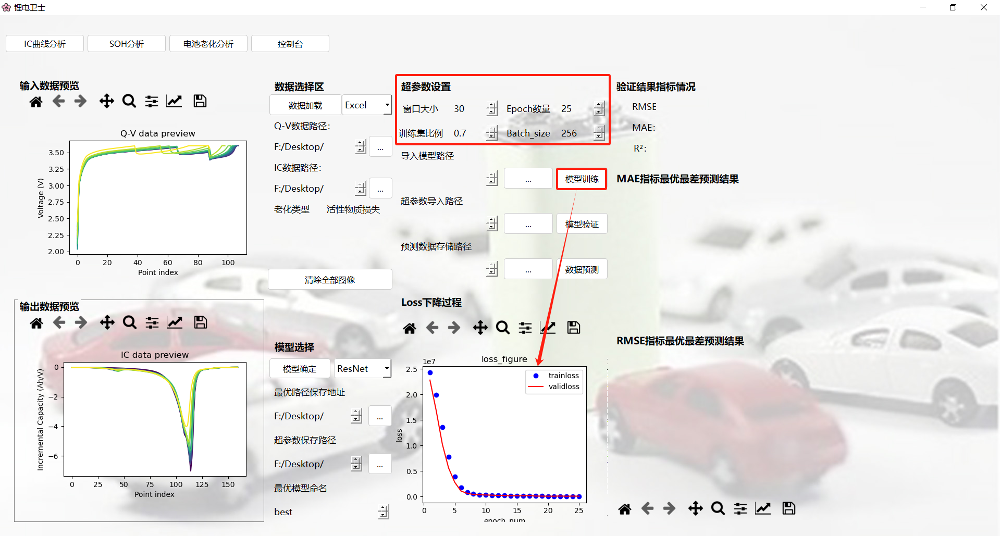 锂电卫士
IC曲线分析
SOH分析
电池老化分析
控制台
输入数据预览
Q-V data preview
Voltage (V)
3.50
3.25
3.00
2.75
2.50
2.25
2.00
0 20 40 60 80 100
Point index
输出数据预览
IC data preview
Incremental Capacity (Ah/V)
0
−2
−4
−6
0 25 50 75 100 125 150
Point index
数据选择区
数据加载 Excel
Q-V数据路径：
F:/Desktop/ ...
IC数据路径：
F:/Desktop/ ...
老化类型 活性物质损失
清除全部图像
模型选择
模型确定 ResNet
最优路径保存地址
F:/Desktop/ ...
超参数保存路径
F:/Desktop/ ...
最优模型命名
best
超参数设置
窗口大小 30 Epoch数量 25
训练集比例 0.7 Batch_size 256
导入模型路径
... 模型训练
超参数导入路径
... 模型验证
预测数据存储路径
... 数据预测
Loss下降过程
loss_figure
1e7
trainloss
validloss
loss
2.5
2.0
1.5
1.0
0.5
0.0
0 5 10 15 20 25
epoch_num
验证结果指标情况
RMSE
MAE：
R²：
MAE指标最优最差预测结果
RMSE指标最优最差预测结果